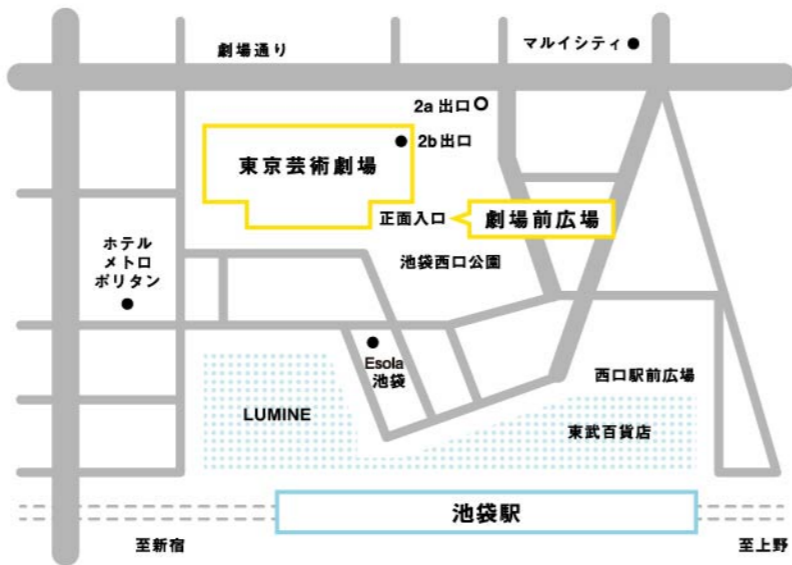 劇場通り
マルイシティ
2a 出口
2b 出口
東京芸術劇場
正面入口
劇場前広場
池袋西口公園
ホテル
メトロ
ポリタン
Esola
池袋
西口駅前広場
LUMINE
東武百貨店
池袋駅
至新宿
至上野